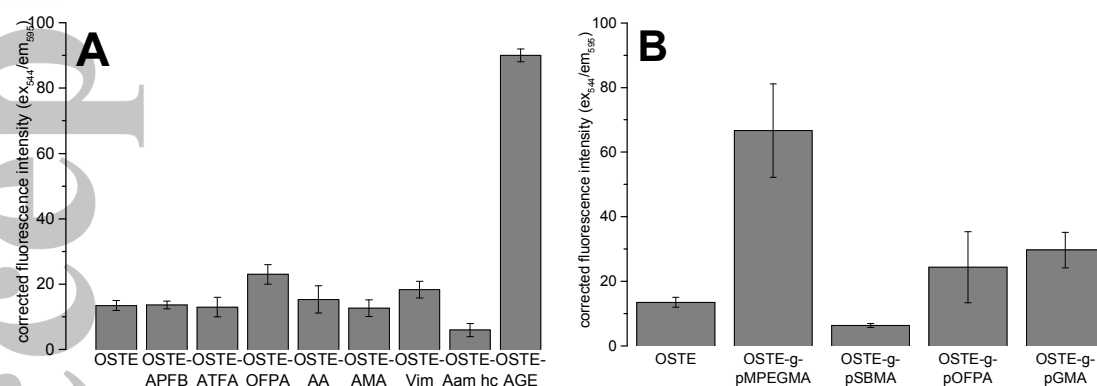 A
corrected fluorescence intensity (ex544/em595)
100
80
60
40
20
0
OSTE OSTE- OSTE- OSTE- OSTE- OSTE- OSTE- OSTE- OSTE-
APFB ATFA OFPA AA AMA Vim Aam hc AGE
B
corrected fluorescence intensity (ex544/em595)
100
80
60
40
20
0
OSTE OSTE-g- OSTE-g- OSTE-g- OSTE-g-
pMPEGMA pSBMA pOFPA pGMA